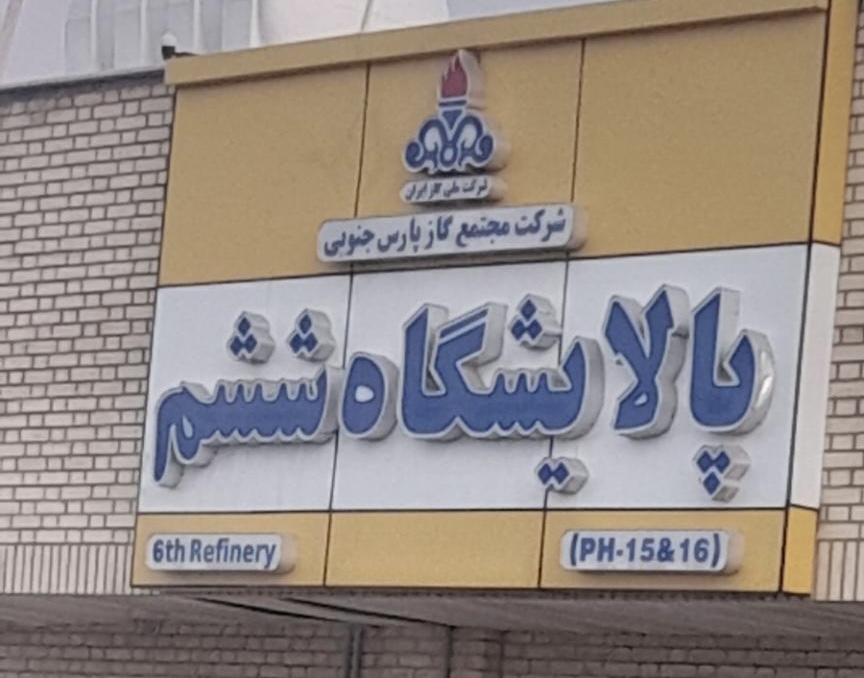 شرکت ملی گاز ایران
شرکت مجتمع گاز پارس جنوبی
پالایشگاه ششم
6th Refinery
(PH-15&16)